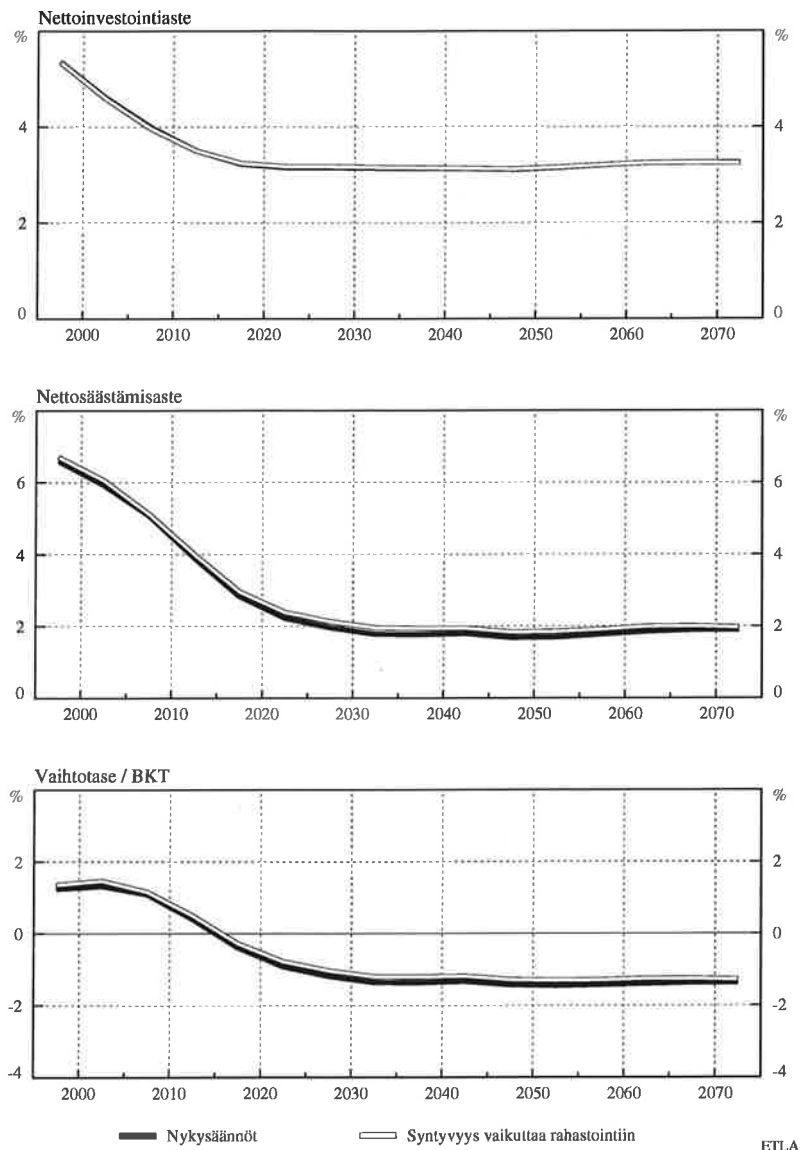 Nettoinvestointiaste
% %
4 4
2 2
0 0
2000 2010 2020 2030 2040 2050 2060 2070
Nettosäästämisaste
% %
6 6
4 4
2 2
0 0
2000 2010 2020 2030 2040 2050 2060 2070
Vaihtotase / BKT
% %
2 2
0 0
-2 -2
-4 -4
2000 2010 2020 2030 2040 2050 2060 2070
Nykysäännöt Syntyvyys vaikuttaa rahastointiin
ETLA